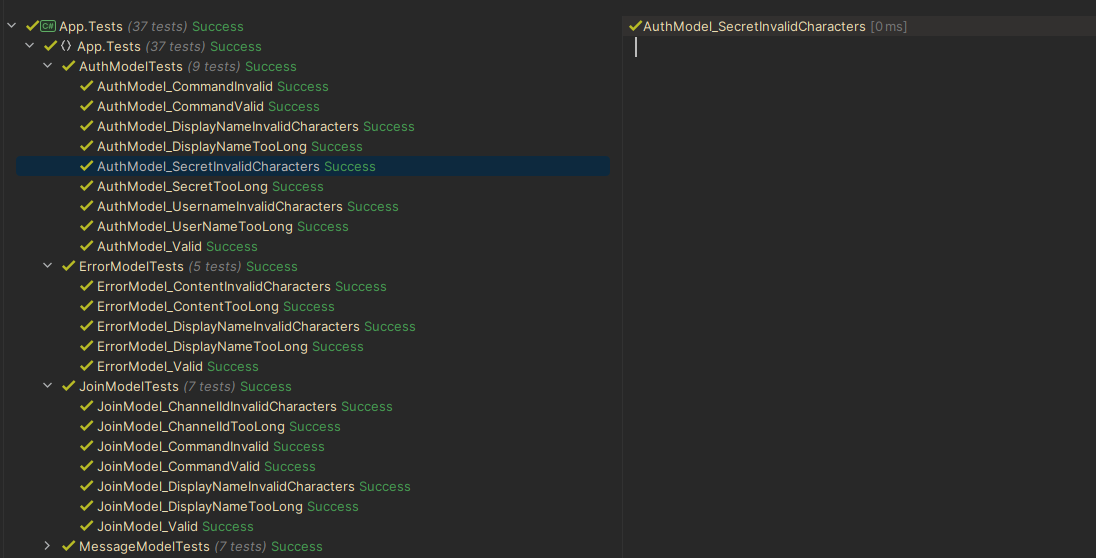 C# App.Tests (37 tests) Success
{} App.Tests (37 tests) Success
AuthModelTests (9 tests) Success
AuthModel_CommandInvalid Success
AuthModel_CommandValid Success
AuthModel_DisplayNameInvalidCharacters Success
AuthModel_DisplayNameTooLong Success
AuthModel_SecretInvalidCharacters Success
AuthModel_SecretTooLong Success
AuthModel_UsernameInvalidCharacters Success
AuthModel_UserNameTooLong Success
AuthModel_Valid Success
ErrorModelTests (5 tests) Success
ErrorModel_ContentInvalidCharacters Success
ErrorModel_ContentTooLong Success
ErrorModel_DisplayNameInvalidCharacters Success
ErrorModel_DisplayNameTooLong Success
ErrorModel_Valid Success
JoinModelTests (7 tests) Success
JoinModel_ChannelIdInvalidCharacters Success
JoinModel_ChannelIdTooLong Success
JoinModel_CommandInvalid Success
JoinModel_CommandValid Success
JoinModel_DisplayNameInvalidCharacters Success
JoinModel_DisplayNameTooLong Success
JoinModel_Valid Success
MessageModelTests (7 tests) Success
AuthModel_SecretInvalidCharacters [0 ms]